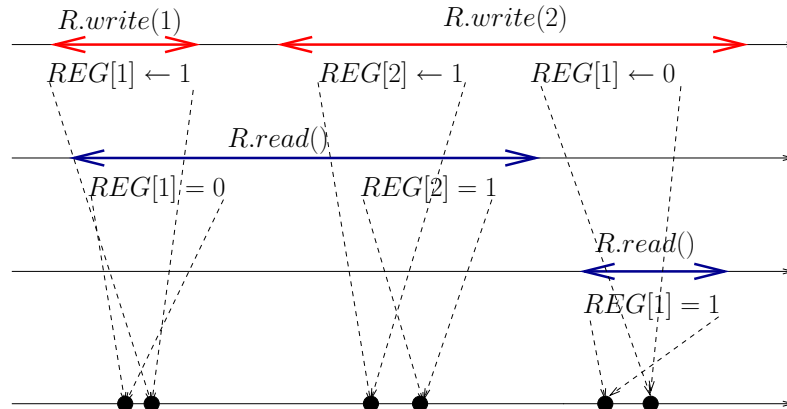 R.write(1) R.write(2)
REG[1] ← 1 REG[2] ← 1 REG[1] ← 0
R.read()
REG[1] = 0 REG[2] = 1
R.read()
REG[1] = 1